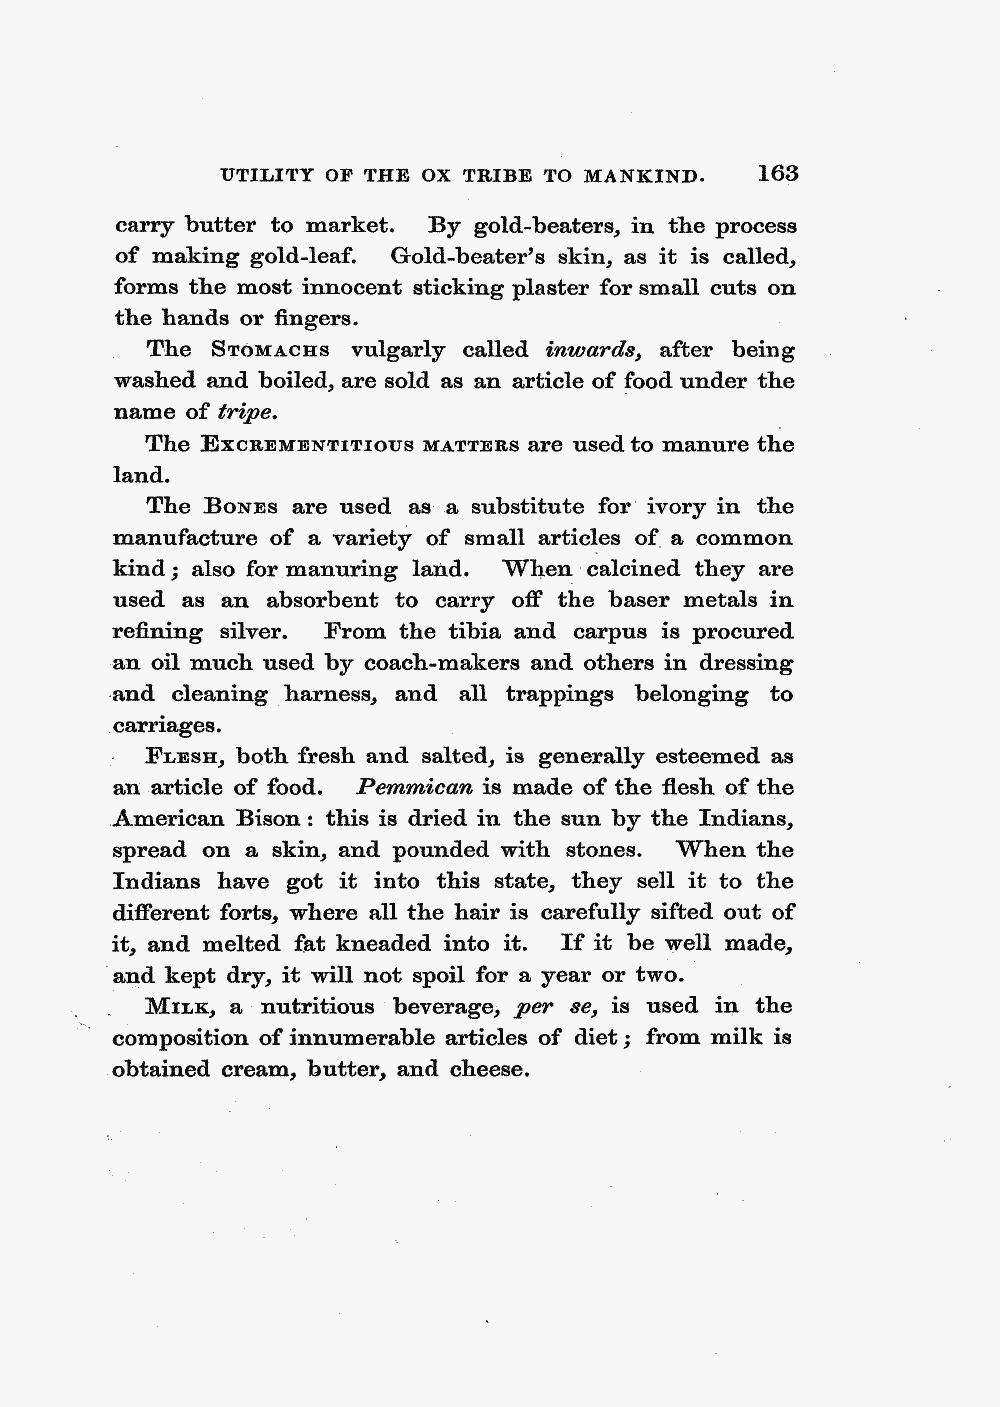 UTILITY OF THE OX TRIBE TO MANKIND. 163
carry butter to market. By gold-beaters, in the process
of making gold-leaf. Gold-beater's skin, as it is called,
forms the most innocent sticking plaster for small cuts on
the hands or fingers.
The STOMACHS vulgarly called inwards, after being
washed and boiled, are sold as an article of food under the
name of tripe.
The EXCREMENTITIOUS MATTERS are used to manure the
land.
The BONES are used as a substitute for ivory in the
manufacture of a variety of small articles of a common
kind; also for manuring land. When calcined they are
used as an absorbent to carry off the baser metals in
refining silver. From the tibia and carpus is procured
an oil much used by coach-makers and others in dressing
and cleaning harness, and all trappings belonging to
carriages.
FLESH, both fresh and salted, is generally esteemed as
an article of food. Pemmican is made of the flesh of the
American Bison: this is dried in the sun by the Indians,
spread on a skin, and pounded with stones. When the
Indians have got it into this state, they sell it to the
different forts, where all the hair is carefully sifted out of
it, and melted fat kneaded into it. If it be well made,
and kept dry, it will not spoil for a year or two.
MILK, a nutritious beverage, per se, is used in the
composition of innumerable articles of diet; from milk is
obtained cream, butter, and cheese.